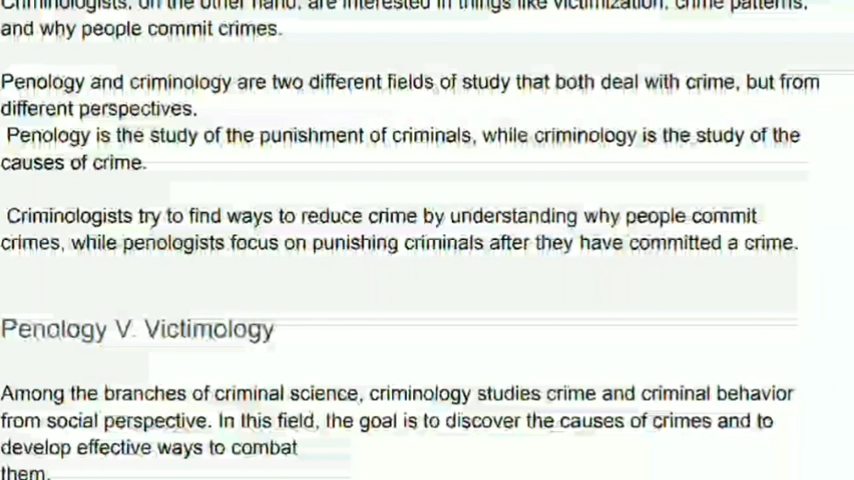 Criminologists, on the other hand, are interested in things like victimization, crime patterns,
and why people commit crimes.
Penology and criminology are two different fields of study that both deal with crime, but from
different perspectives.
Penology is the study of the punishment of criminals, while criminology is the study of the
causes of crime.
Criminologists try to find ways to reduce crime by understanding why people commit
crimes, while penologists focus on punishing criminals after they have committed a crime.
Penology V. Victimology
Among the branches of criminal science, criminology studies crime and criminal behavior
from social perspective. In this field, the goal is to discover the causes of crimes and to
develop effective ways to combat
them.